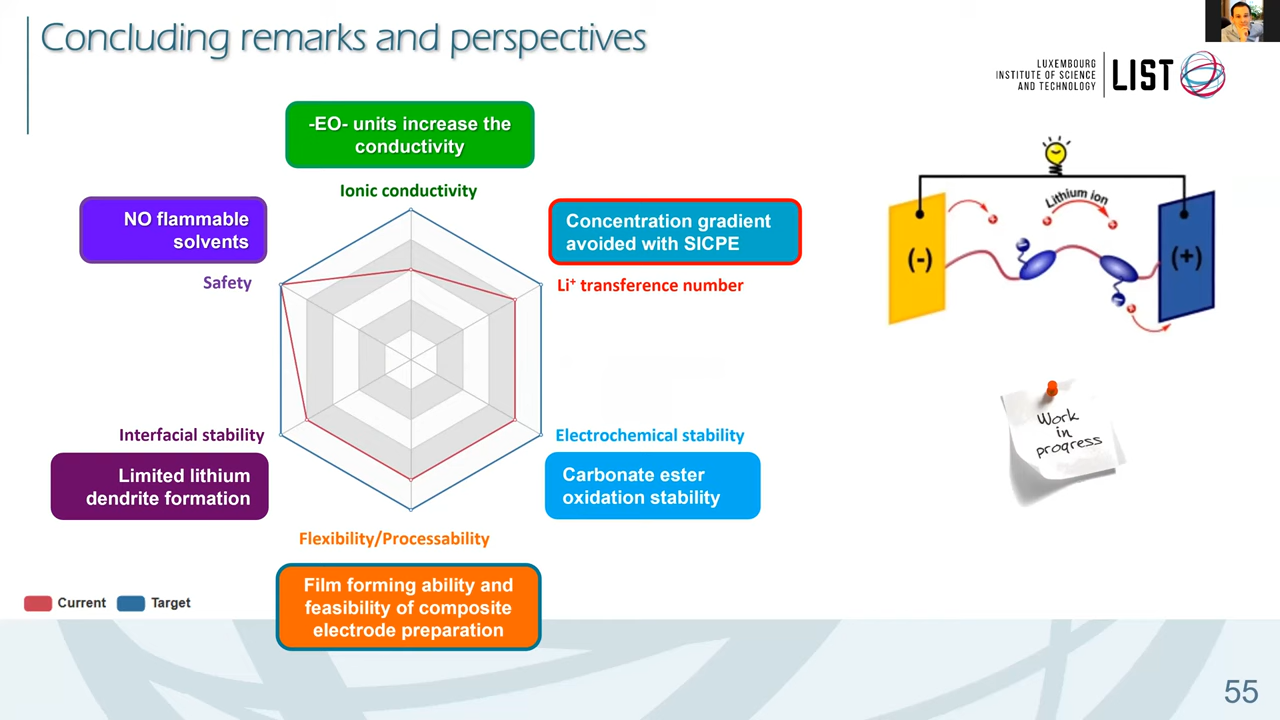 Concluding remarks and perspectives
LUXEMBOURG
INSTITUTE OF SCIENCE
AND TECHNOLOGY
LIST
-EO- units increase the
conductivity
Ionic conductivity
NO flammable
solvents
Safety
Concentration gradient
avoided with SICPE
Li⁺ transference number
Interfacial stability
Limited lithium
dendrite formation
Electrochemical stability
Carbonate ester
oxidation stability
Flexibility/Processability
Film forming ability and
feasibility of composite
electrode preparation
Current
Target
Lithium ion
(-)
(+)
Work
in
progress
55